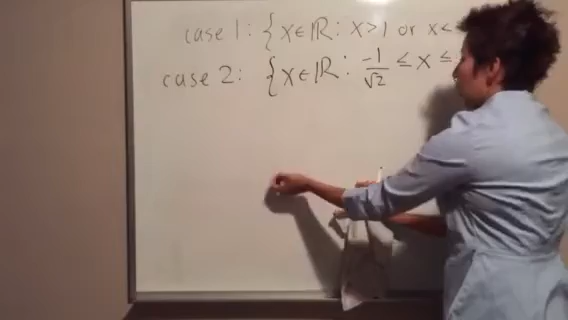 case 1: {x∈ℝ: x>1 or x<
case 2: {x∈ℝ: -1/√2 ≤ x ≤